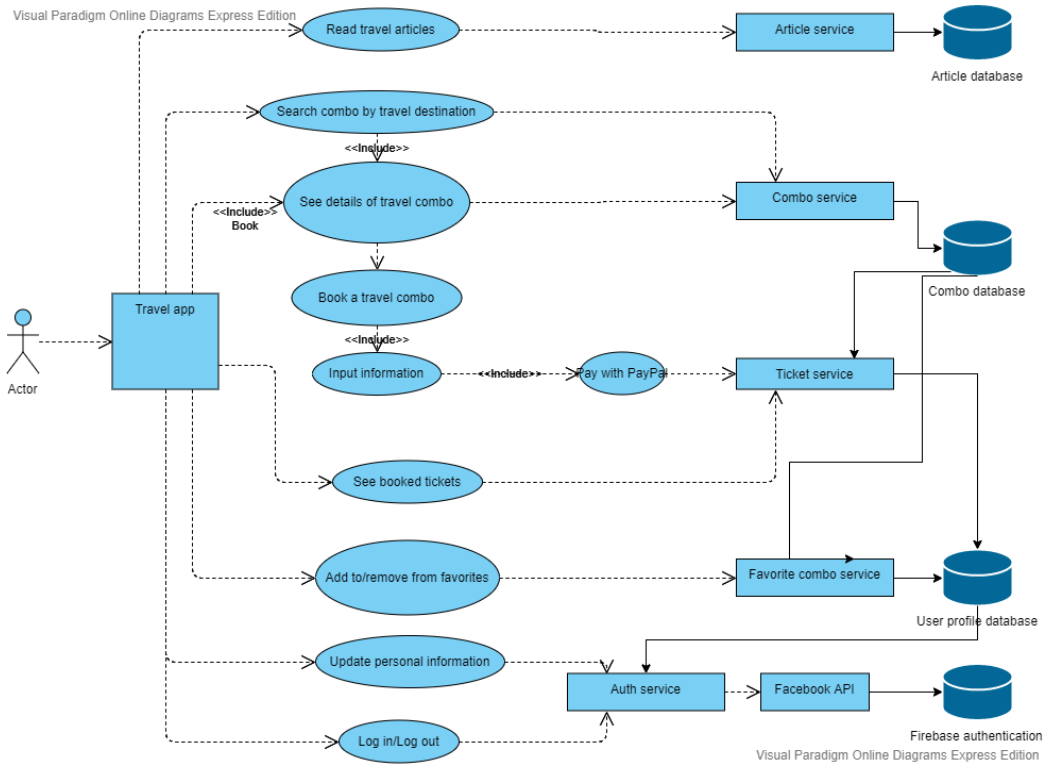 Visual Paradigm Online Diagrams Express Edition
Read travel articles
Article service
Article database
Search combo by travel destination
<<Include>>
See details of travel combo
Combo service
<<Include>>
Book
Combo database
Book a travel combo
Travel app
<<Include>>
Actor
Input information
<<Include>>
Pay with PayPal
Ticket service
See booked tickets
Add to/remove from favorites
Favorite combo service
User profile database
Update personal information
Auth service
Facebook API
Log in/Log out
Firebase authentication
Visual Paradigm Online Diagrams Express Edition